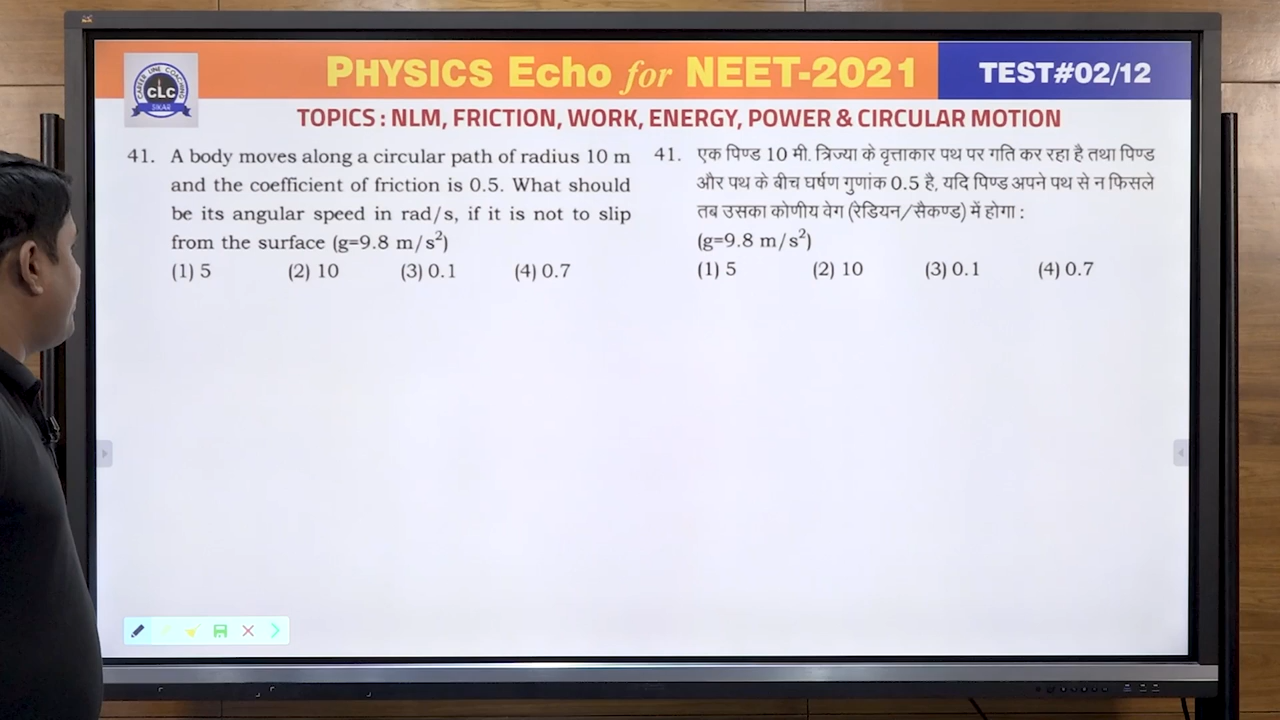 PHYSICS Echo for NEET-2021
TEST#02/12
CAREER LINE COACHING
CLC
SIKAR
TOPICS : NLM, FRICTION, WORK, ENERGY, POWER & CIRCULAR MOTION
41. A body moves along a circular path of radius 10 m
and the coefficient of friction is 0.5. What should
be its angular speed in rad/s, if it is not to slip
from the surface (g=9.8 m/s²)
(1) 5 (2) 10 (3) 0.1 (4) 0.7
41. एक पिण्ड 10 मी. त्रिज्या के वृत्ताकार पथ पर गति कर रहा है तथा पिण्ड
और पथ के बीच घर्षण गुणांक 0.5 है, यदि पिण्ड अपने पथ से न फिसले
तब उसका कोणीय वेग (रेडियन/सैकण्ड) में होगा :
(g=9.8 m/s²)
(1) 5 (2) 10 (3) 0.1 (4) 0.7